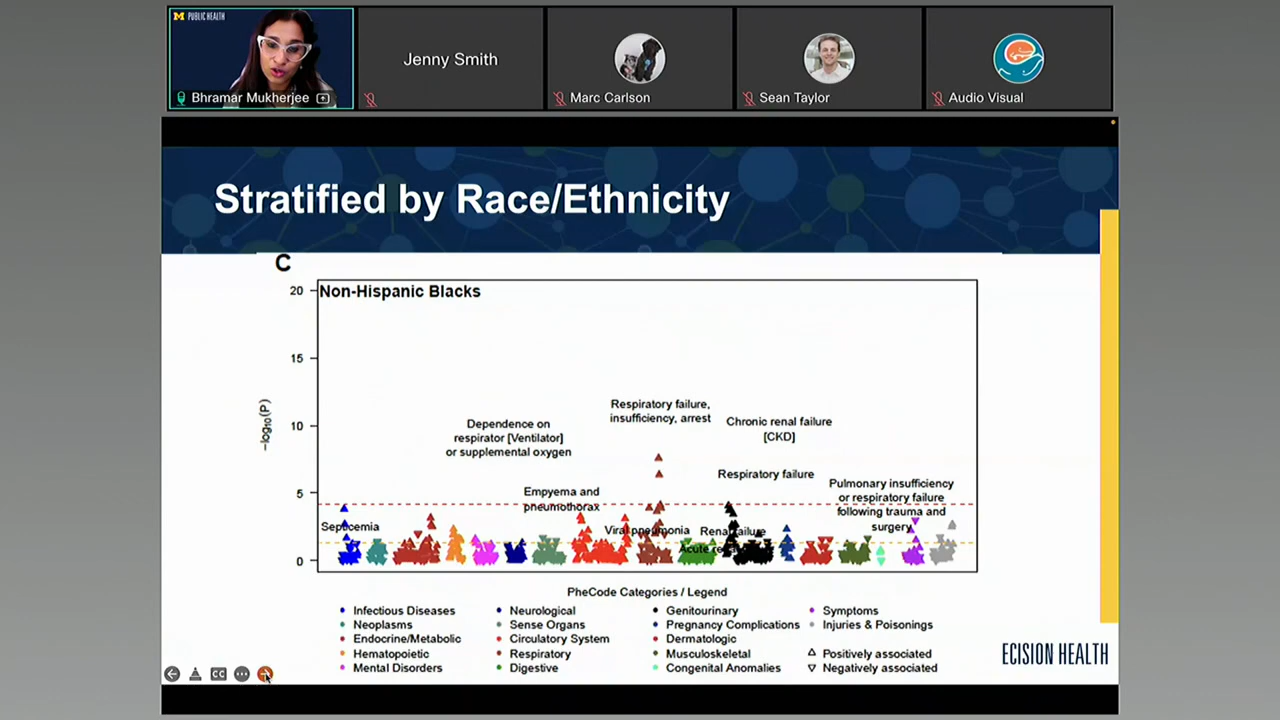 M PUBLIC HEALTH
Bhramar Mukherjee
Jenny Smith
Marc Carlson
Sean Taylor
Audio Visual
Stratified by Race/Ethnicity
C
Non-Hispanic Blacks
20
15
10
5
0
−log10(P)
Respiratory failure,
insufficiency, arrest
Dependence on
respirator [Ventilator]
or supplemental oxygen
Chronic renal failure
[CKD]
Respiratory failure
Empyema and
pneumothorax
Pulmonary insufficiency
or respiratory failure
following trauma and
surgery
Septicemia
Viral pneumonia
Renal failure
PheCode Categories / Legend
Infectious Diseases
Neoplasms
Endocrine/Metabolic
Hematopoietic
Mental Disorders
Neurological
Sense Organs
Circulatory System
Respiratory
Digestive
Genitourinary
Pregnancy Complications
Dermatologic
Musculoskeletal
Congenital Anomalies
Symptoms
Injuries & Poisonings
Positively associated
Negatively associated
ECISION HEALTH
CC